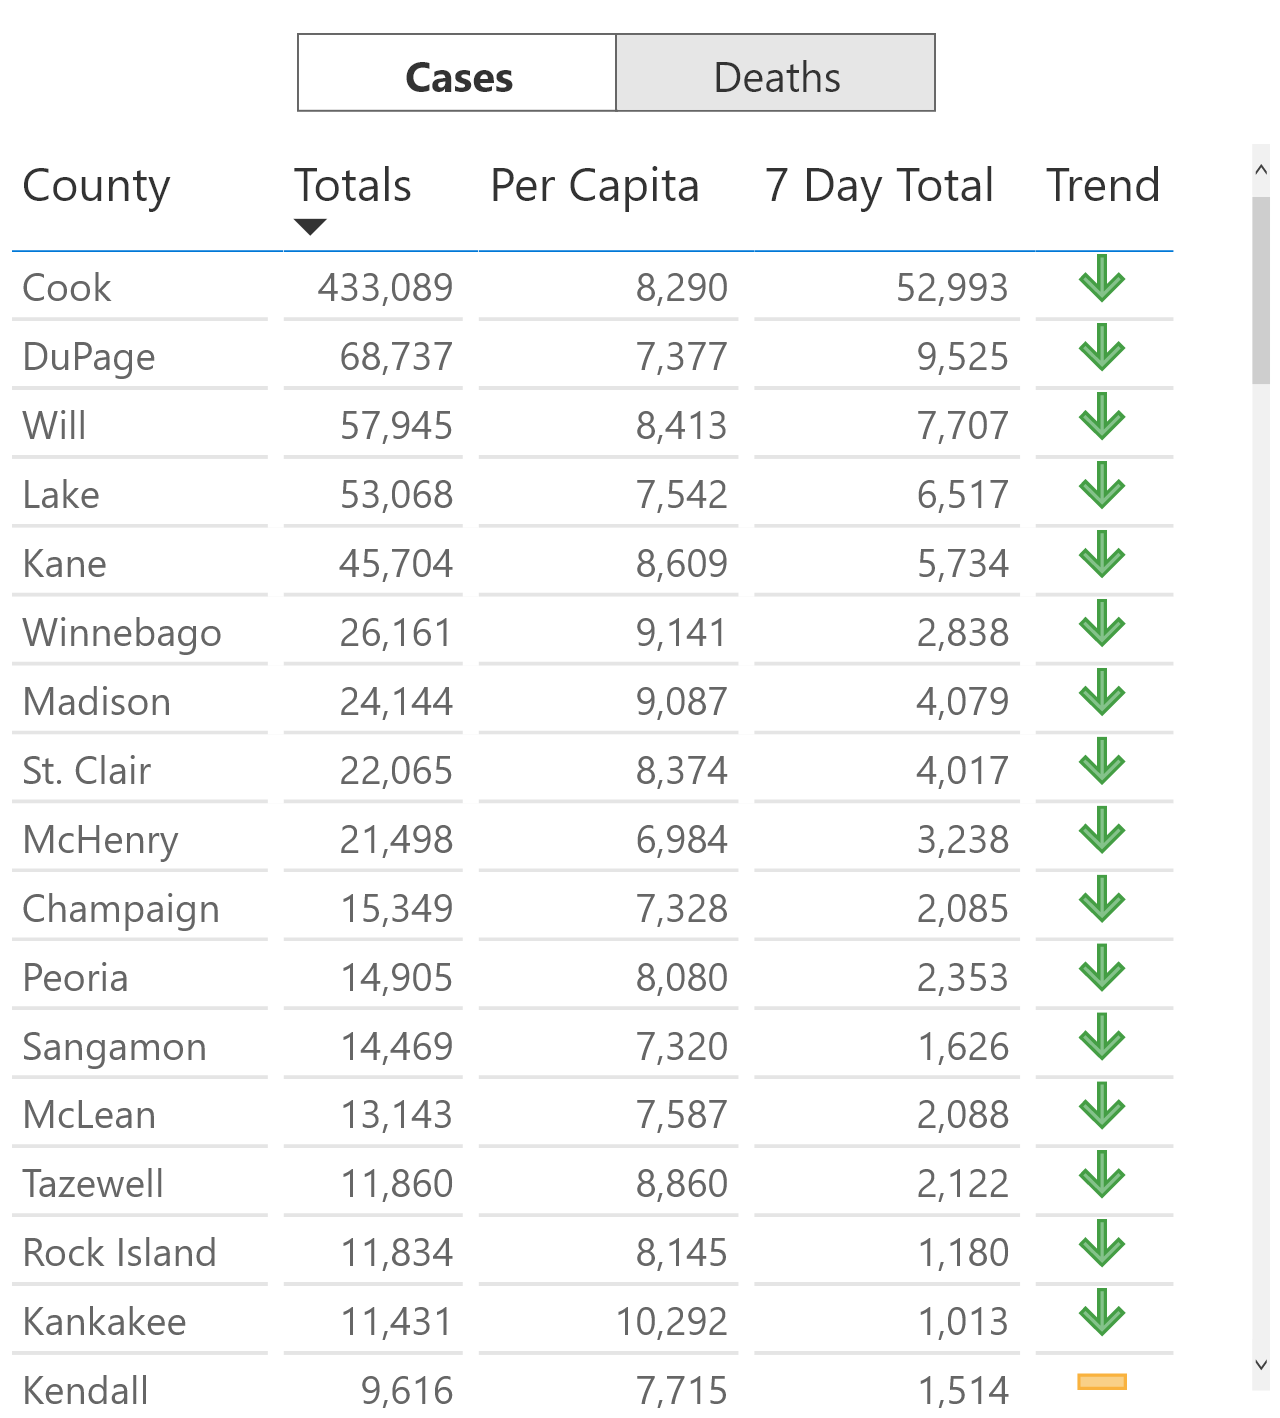 Cases Deaths
County Totals Per Capita 7 Day Total Trend
Cook 433,089 8,290 52,993
DuPage 68,737 7,377 9,525
Will 57,945 8,413 7,707
Lake 53,068 7,542 6,517
Kane 45,704 8,609 5,734
Winnebago 26,161 9,141 2,838
Madison 24,144 9,087 4,079
St. Clair 22,065 8,374 4,017
McHenry 21,498 6,984 3,238
Champaign 15,349 7,328 2,085
Peoria 14,905 8,080 2,353
Sangamon 14,469 7,320 1,626
McLean 13,143 7,587 2,088
Tazewell 11,860 8,860 2,122
Rock Island 11,834 8,145 1,180
Kankakee 11,431 10,292 1,013
Kendall 9,616 7,715 1,514